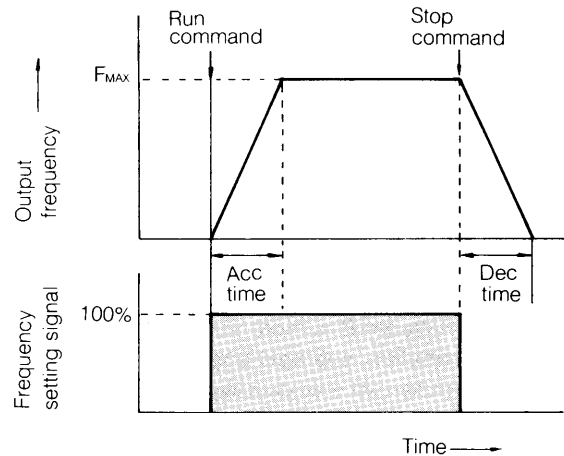 Run
command
Stop
command
FMAX
Output
frequency
Acc
time
Dec
time
100%
Frequency
setting signal
Time